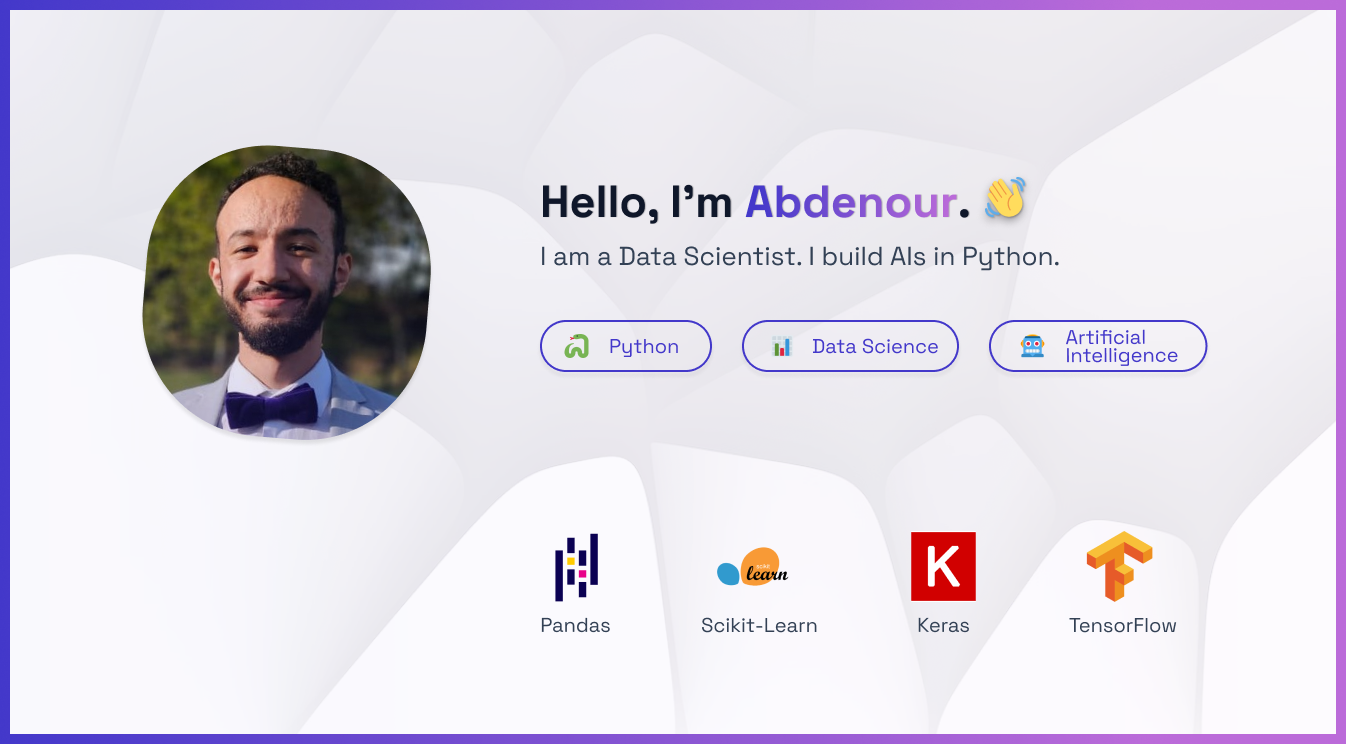 Hello, I’m Abdenour. 👋
I am a Data Scientist. I build AIs in Python.
Python
Data Science
Artificial
Intelligence
scikit
learn
K
Pandas
Scikit-Learn
Keras
TensorFlow